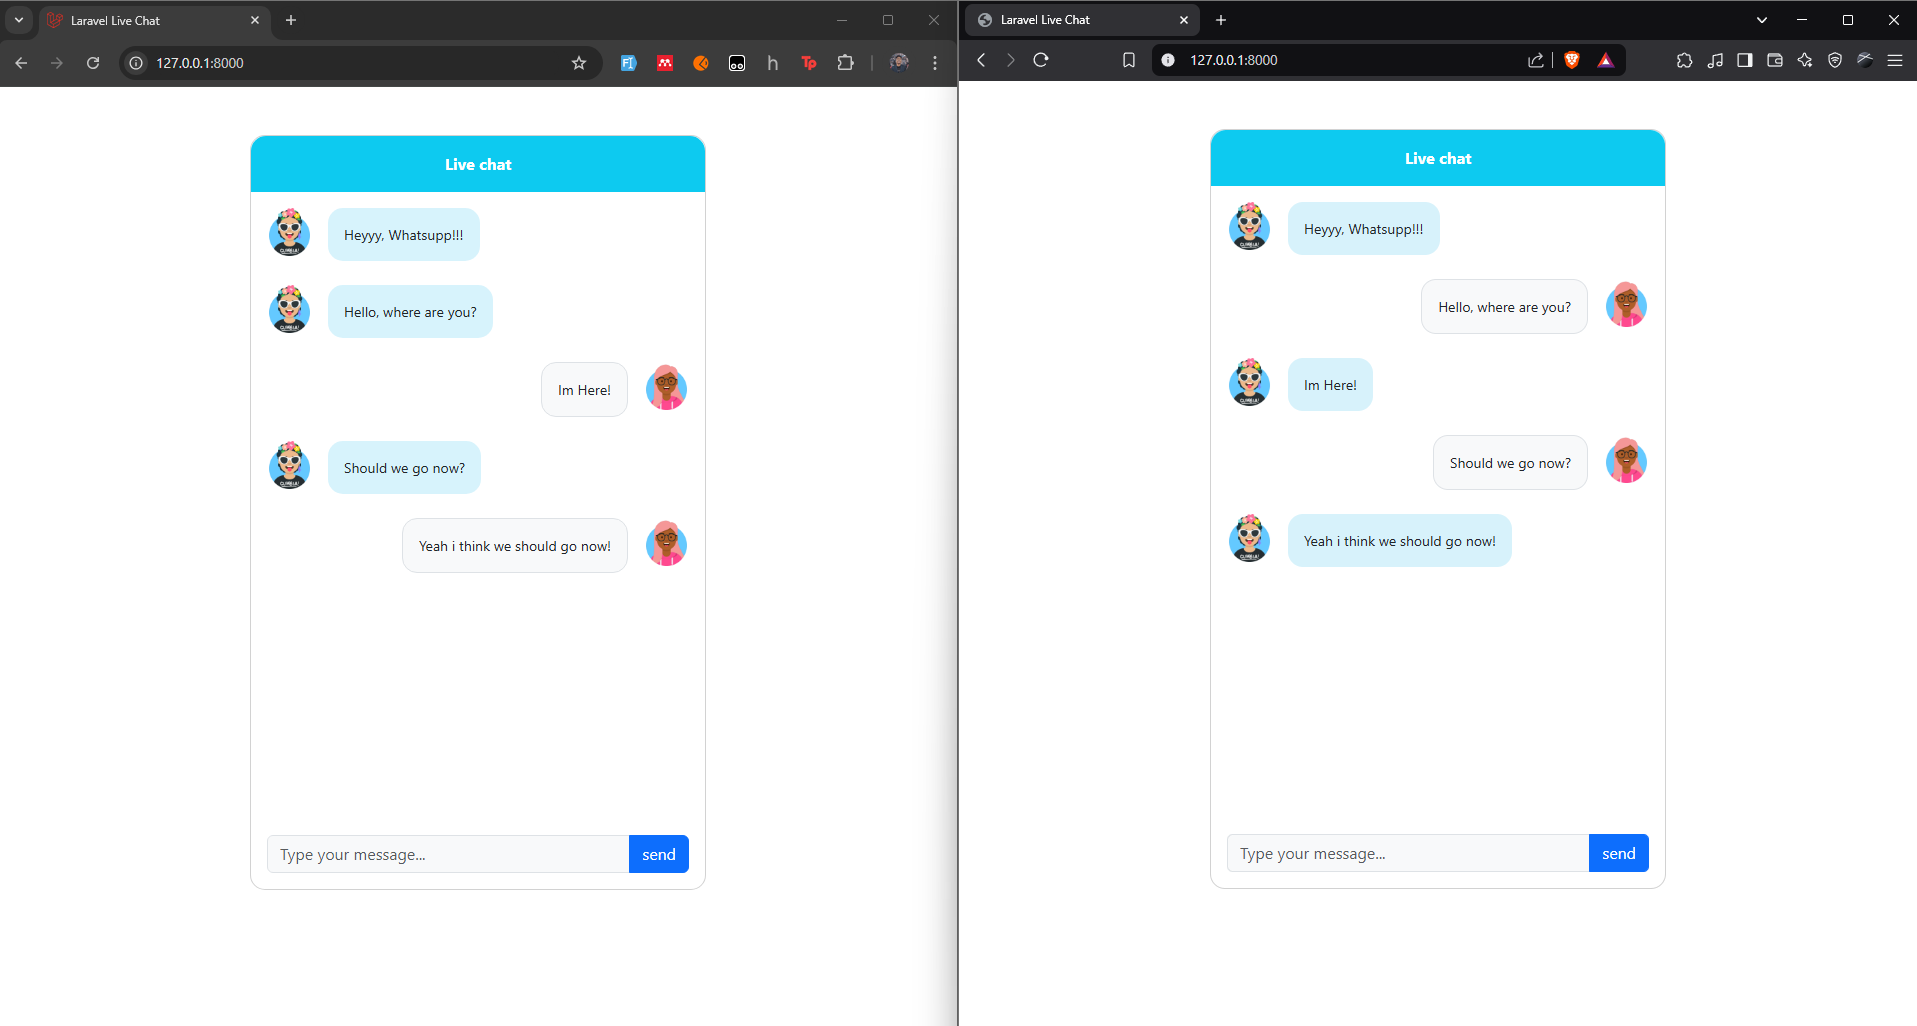 Laravel Live Chat
127.0.0.1:8000
Tp
Live chat
Heyyy, Whatsupp!!!
Hello, where are you?
Im Here!
Should we go now?
Yeah i think we should go now!
Type your message...
send
Laravel Live Chat
127.0.0.1:8000
Live chat
Heyyy, Whatsupp!!!
Hello, where are you?
Im Here!
Should we go now?
Yeah i think we should go now!
Type your message...
send